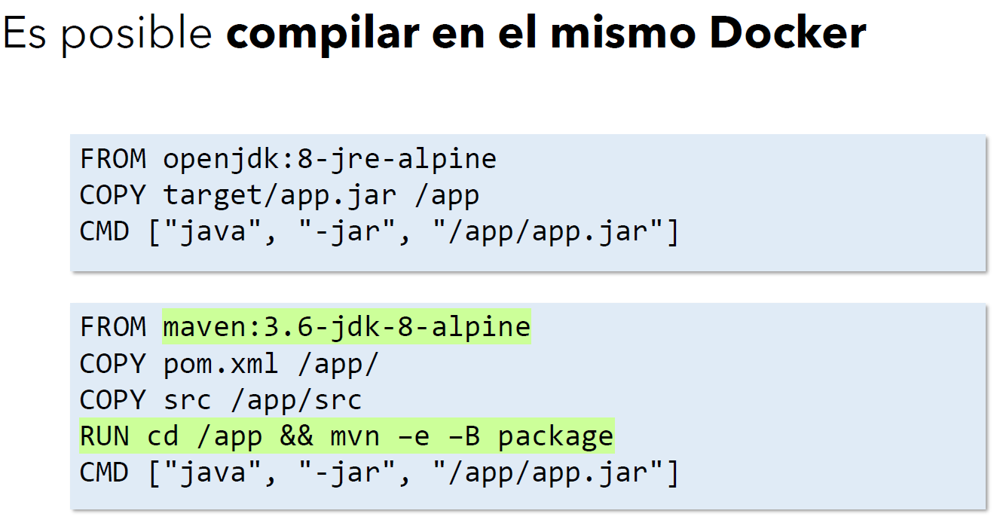 Es posible compilar en el mismo Docker
FROM openjdk:8-jre-alpine
COPY target/app.jar /app
CMD ["java", "-jar", "/app/app.jar"]
FROM maven:3.6-jdk-8-alpine
COPY pom.xml /app/
COPY src /app/src
RUN cd /app && mvn –e –B package
CMD ["java", "-jar", "/app/app.jar"]